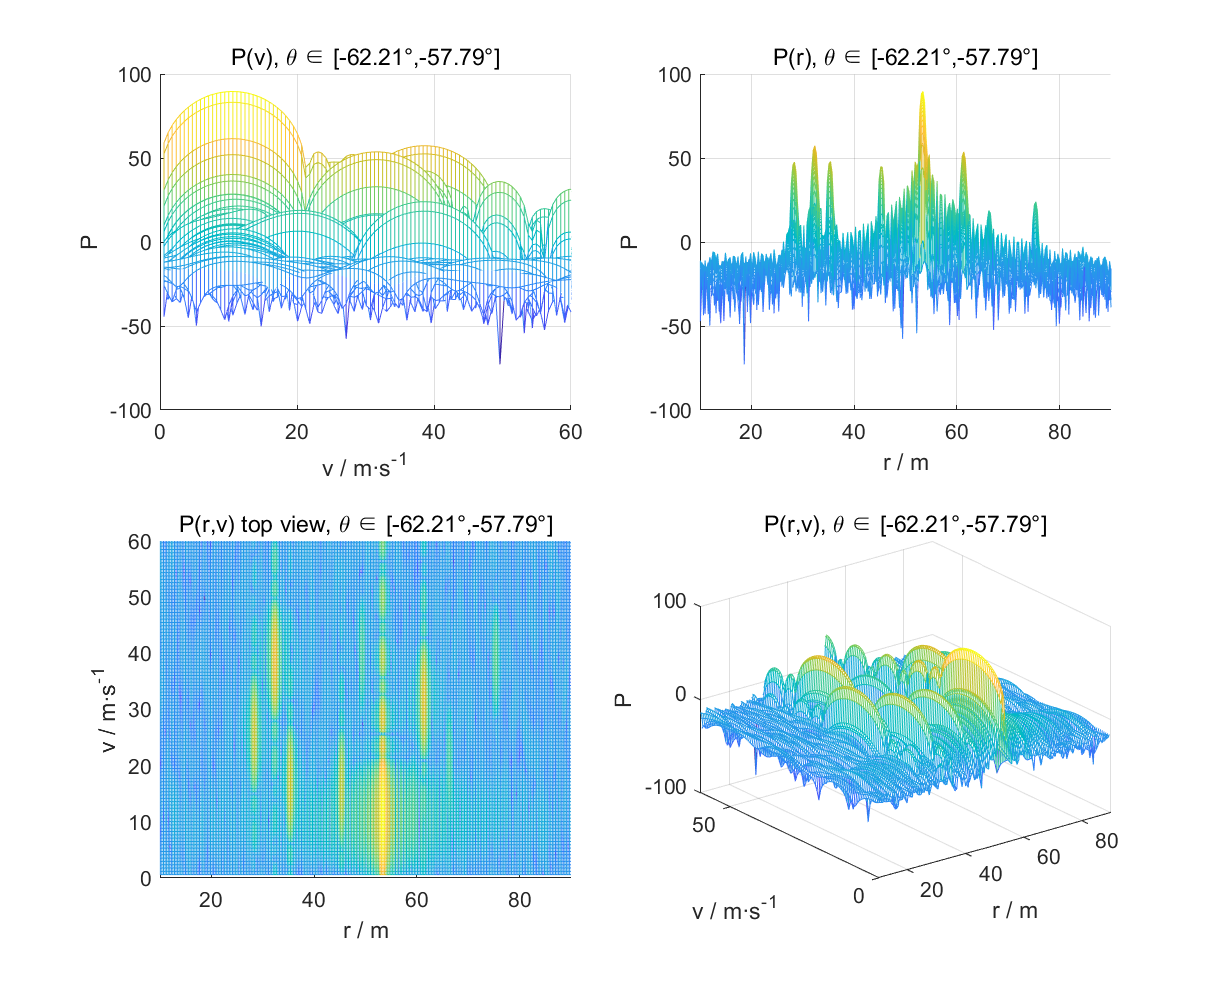 P(v), θ ∈ [-62.21°,-57.79°]
100
50
0
-50
-100
P
0 20 40 60
v / m·s⁻¹
P(r), θ ∈ [-62.21°,-57.79°]
100
50
0
-50
-100
P
20 40 60 80
r / m
P(r,v) top view, θ ∈ [-62.21°,-57.79°]
60
50
40
30
20
10
0
v / m·s⁻¹
20 40 60 80
r / m
P(r,v), θ ∈ [-62.21°,-57.79°]
100
0
-100
P
50
0
v / m·s⁻¹
20 40 60 80
r / m